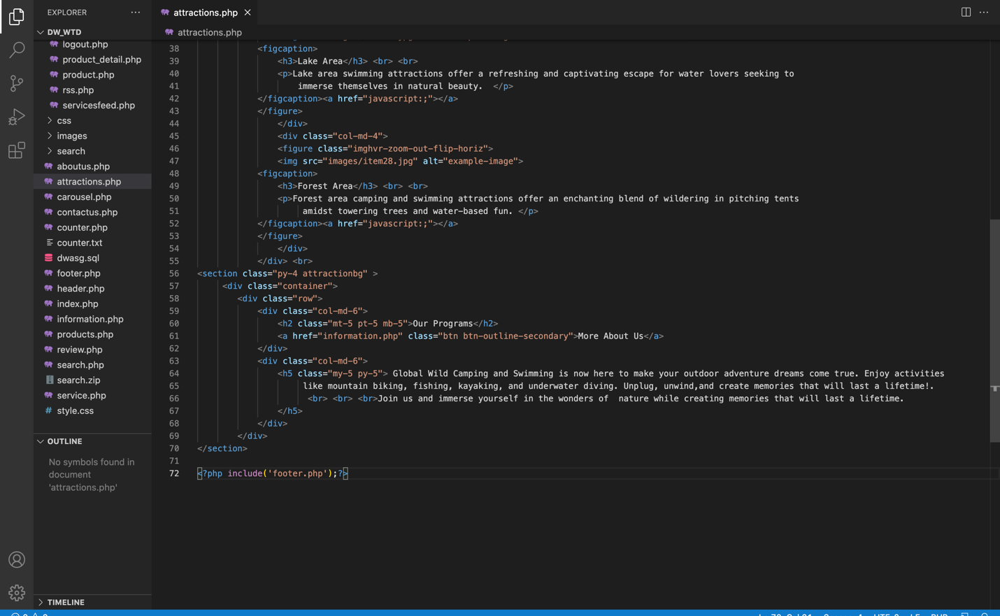 EXPLORER
DW_WTD
logout.php
product_detail.php
product.php
rss.php
servicesfeed.php
css
images
search
aboutus.php
attractions.php
carousel.php
contactus.php
counter.php
counter.txt
dwasg.sql
footer.php
header.php
index.php
information.php
products.php
review.php
search.php
search.zip
service.php
# style.css
OUTLINE
No symbols found in
document
'attractions.php'
TIMELINE
attractions.php
attractions.php
38 <figcaption>
39 <h3>Lake Area</h3> <br> <br>
40 <p>Lake area swimming attractions offer a refreshing and captivating escape for water lovers seeking to
41 immerse themselves in natural beauty.  </p>
42 </figcaption><a href="javascript:;"></a>
43 </figure>
44 </div>
45 <div class="col-md-4">
46 <figure class="imghvr-zoom-out-flip-horiz">
47 <img src="images/item28.jpg" alt="example-image">
48 <figcaption>
49 <h3>Forest Area</h3> <br> <br>
50 <p>Forest area camping and swimming attractions offer an enchanting blend of wildering in pitching tents
51 amidst towering trees and water-based fun. </p>
52 </figcaption><a href="javascript:;"></a>
53 </figure>
54 </div>
55 </div> <br>
56 <section class="py-4 attractionbg" >
57 <div class="container">
58 <div class="row">
59 <div class="col-md-6">
60 <h2 class="mt-5 pt-5 mb-5">Our Programs</h2>
61 <a href="information.php" class="btn btn-outline-secondary">More About Us</a>
62 </div>
63 <div class="col-md-6">
64 <h5 class="my-5 py-5"> Global Wild Camping and Swimming is now here to make your outdoor adventure dreams come true. Enjoy activities
65 like mountain biking, fishing, kayaking, and underwater diving. Unplug, unwind,and create memories that will last a lifetime!.
66 <br> <br> <br>Join us and immerse yourself in the wonders of  nature while creating memories that will last a lifetime.
67 </h5>
68 </div>
69 </div>
70 </section>
71
72 <?php include('footer.php');?>